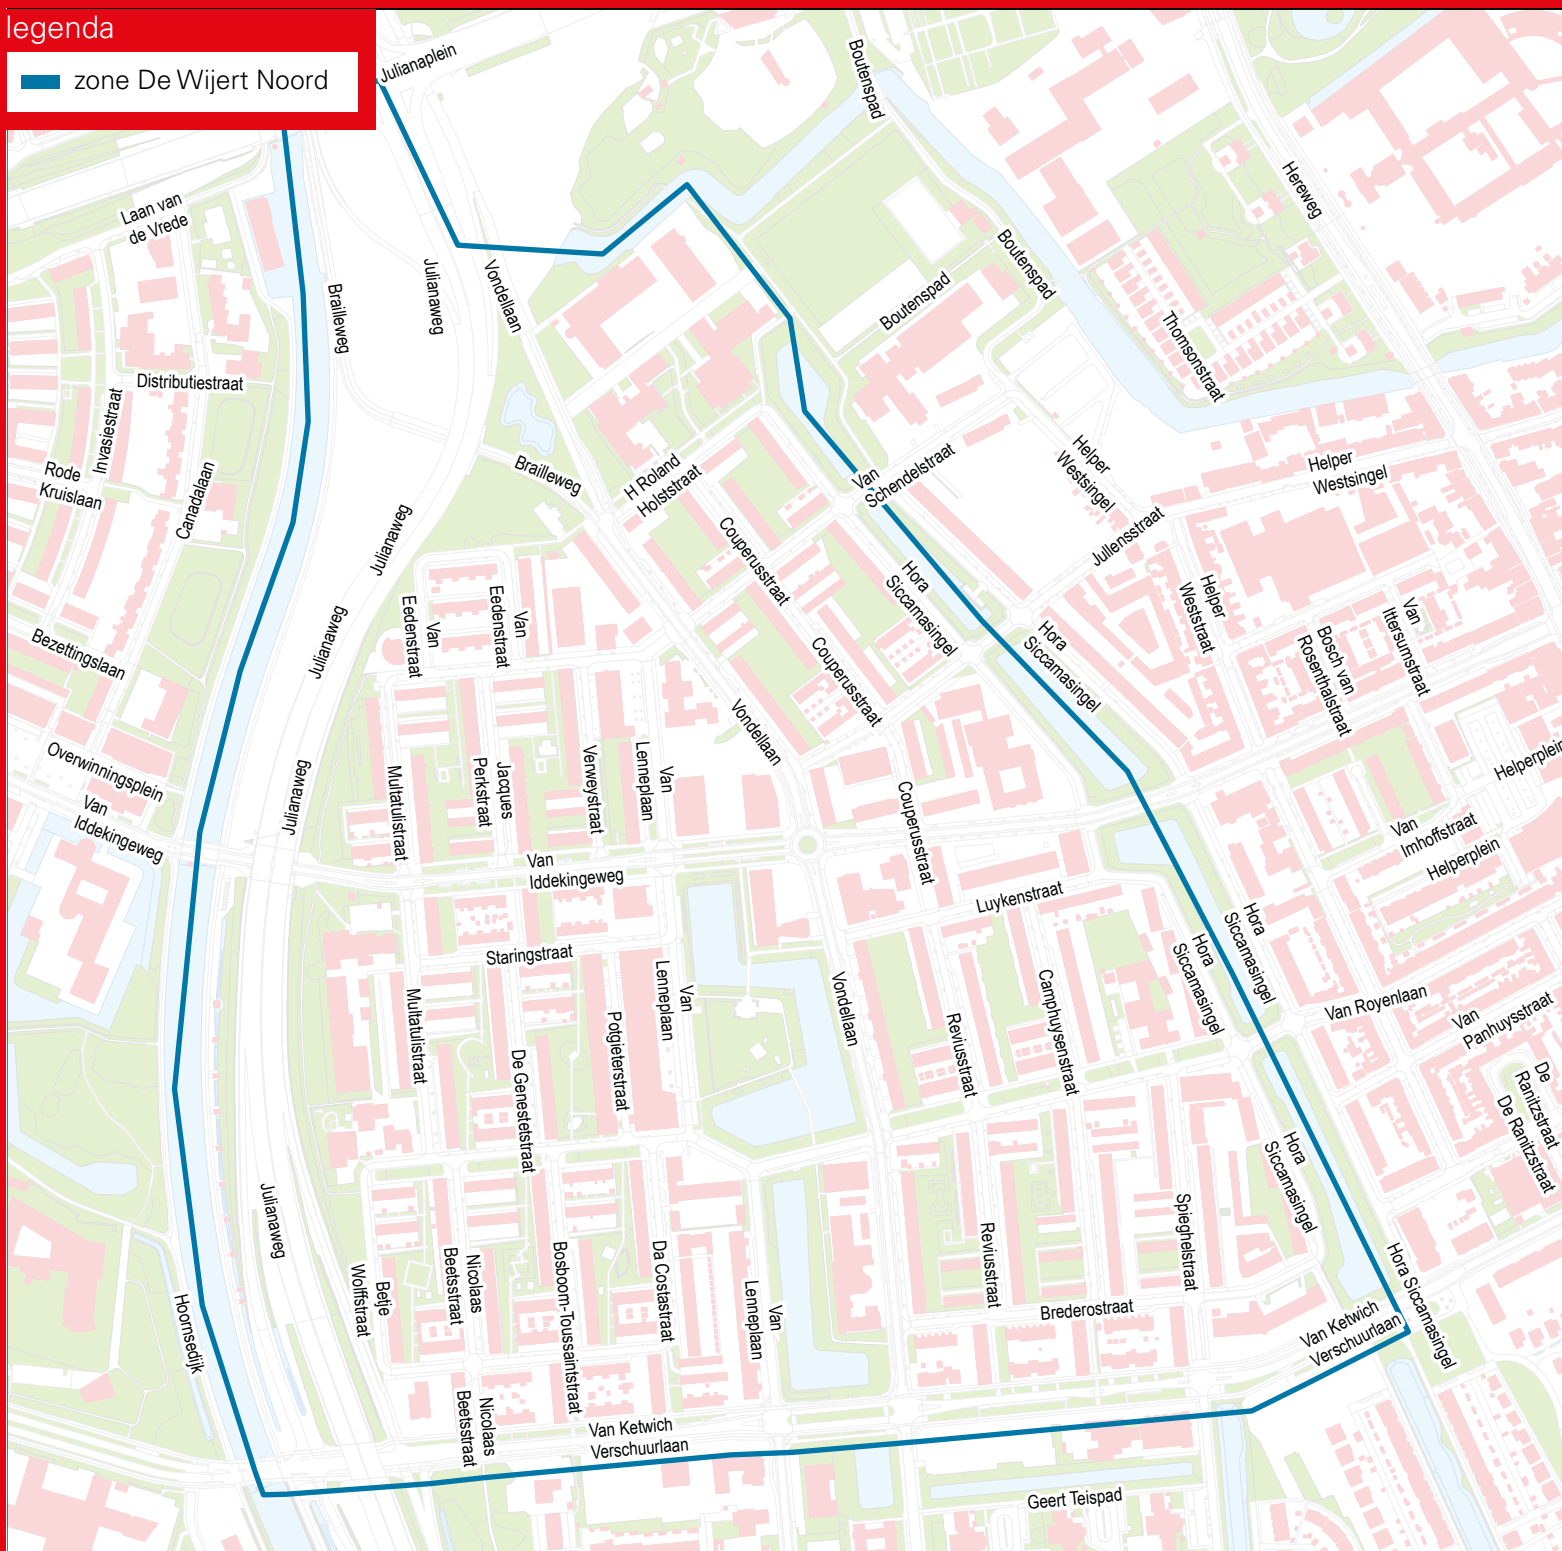 legenda
zone De Wijert Noord
Julianaplein
Boutenspad
Laan van
de Vrede
Hereweg
Brailleweg
Julianaweg
Vondellaan
Boutenspad
Boutenspad
Thomsonstraat
Distributiestraat
Invasiestraat
Rode
Kruislaan
Canadalaan
Brailleweg
H Roland
Holststraat
Van
Schendelstraat
Helper
Westsingel
Helper
Westsingel
Julianaweg
Couperusstraat
Jullensstraat
Hora
Siccamasingel
Helper
Weststraat
Van
Ittersumstraat
Bosch van
Rosenthalstraat
Bezettingslaan
Julianaweg
Van
Eedenstraat
Van
Eedenstraat
Couperusstraat
Hora
Siccamasingel
Vondellaan
Overwinningsplein
Van
Iddekingeweg
Julianaweg
Multatulistraat
Jacques
Perkstraat
Verweystraat
Van
Lenneplaan
Couperusstraat
Helperplein
Van
Imhoffstraat
Helperplein
Van
Iddekingeweg
Luykenstraat
Hora
Siccamasingel
Hora
Siccamasingel
Staringstraat
Van
Lenneplaan
Vondellaan
Multatulistraat
Potgieterstraat
De Genestetstraat
Reviusstraat
Camphuysenstraat
Van Royenlaan
Van
Panhuysstraat
De
Ranitzstraat
De Ranitzstraat
Hora
Siccamasingel
Julianaweg
Hoornsedijk
Betje
Wolffstraat
Nicolaas
Beetsstraat
Bosboom-Toussaintstraat
Da Costastraat
Van
Lenneplaan
Reviusstraat
Spieghelstraat
Brederostraat
Hora Siccamasingel
Van Ketwich
Verschuurlaan
Nicolaas
Beetsstraat
Van Ketwich
Verschuurlaan
Geert Teispad